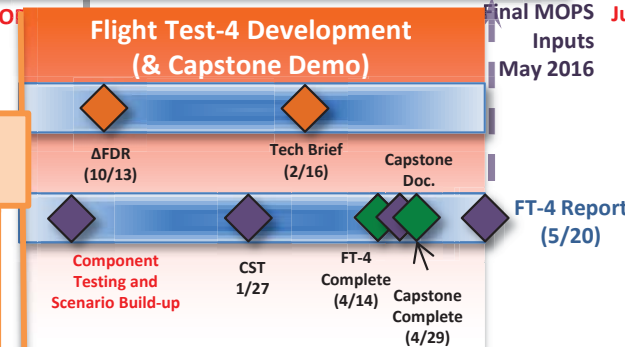 Flight Test-4 Development
(& Capstone Demo)
Final MOPS
Inputs
May 2016
ΔFDR
(10/13)
Tech Brief
(2/16)
Capstone
Doc.
FT-4 Report
(5/20)
Component
Testing and
Scenario Build-up
CST
1/27
FT-4
Complete
(4/14)
Capstone
Complete
(4/29)